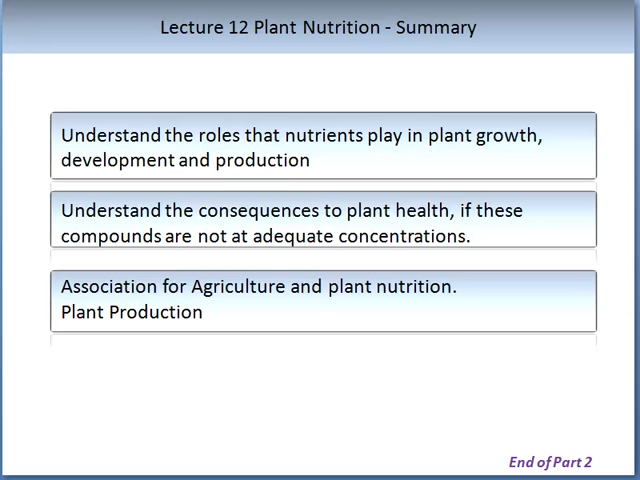 Lecture 12 Plant Nutrition - Summary
Understand the roles that nutrients play in plant growth,
development and production
Understand the consequences to plant health, if these
compounds are not at adequate concentrations.
Association for Agriculture and plant nutrition.
Plant Production
End of Part 2